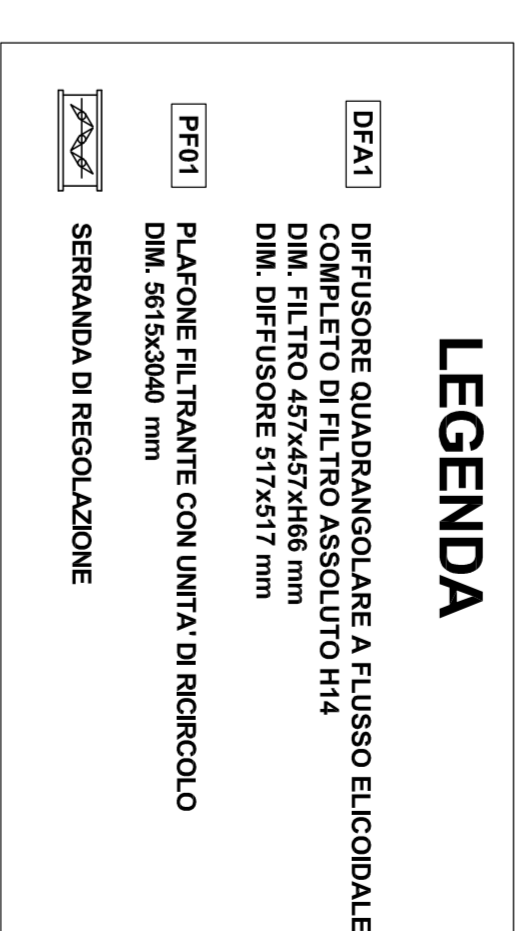 LEGENDA
DFA1
DIFFUSORE QUADRANGOLARE A FLUSSO ELICOIDALE
COMPLETO DI FILTRO ASSOLUTO H14
DIM. FILTRO 457x457xH66 mm
DIM. DIFFUSORE 517x517 mm
PF01
PLAFONE FILTRANTE CON UNITA' DI RICIRCOLO
DIM. 5615x3040 mm
SERRANDA DI REGOLAZIONE